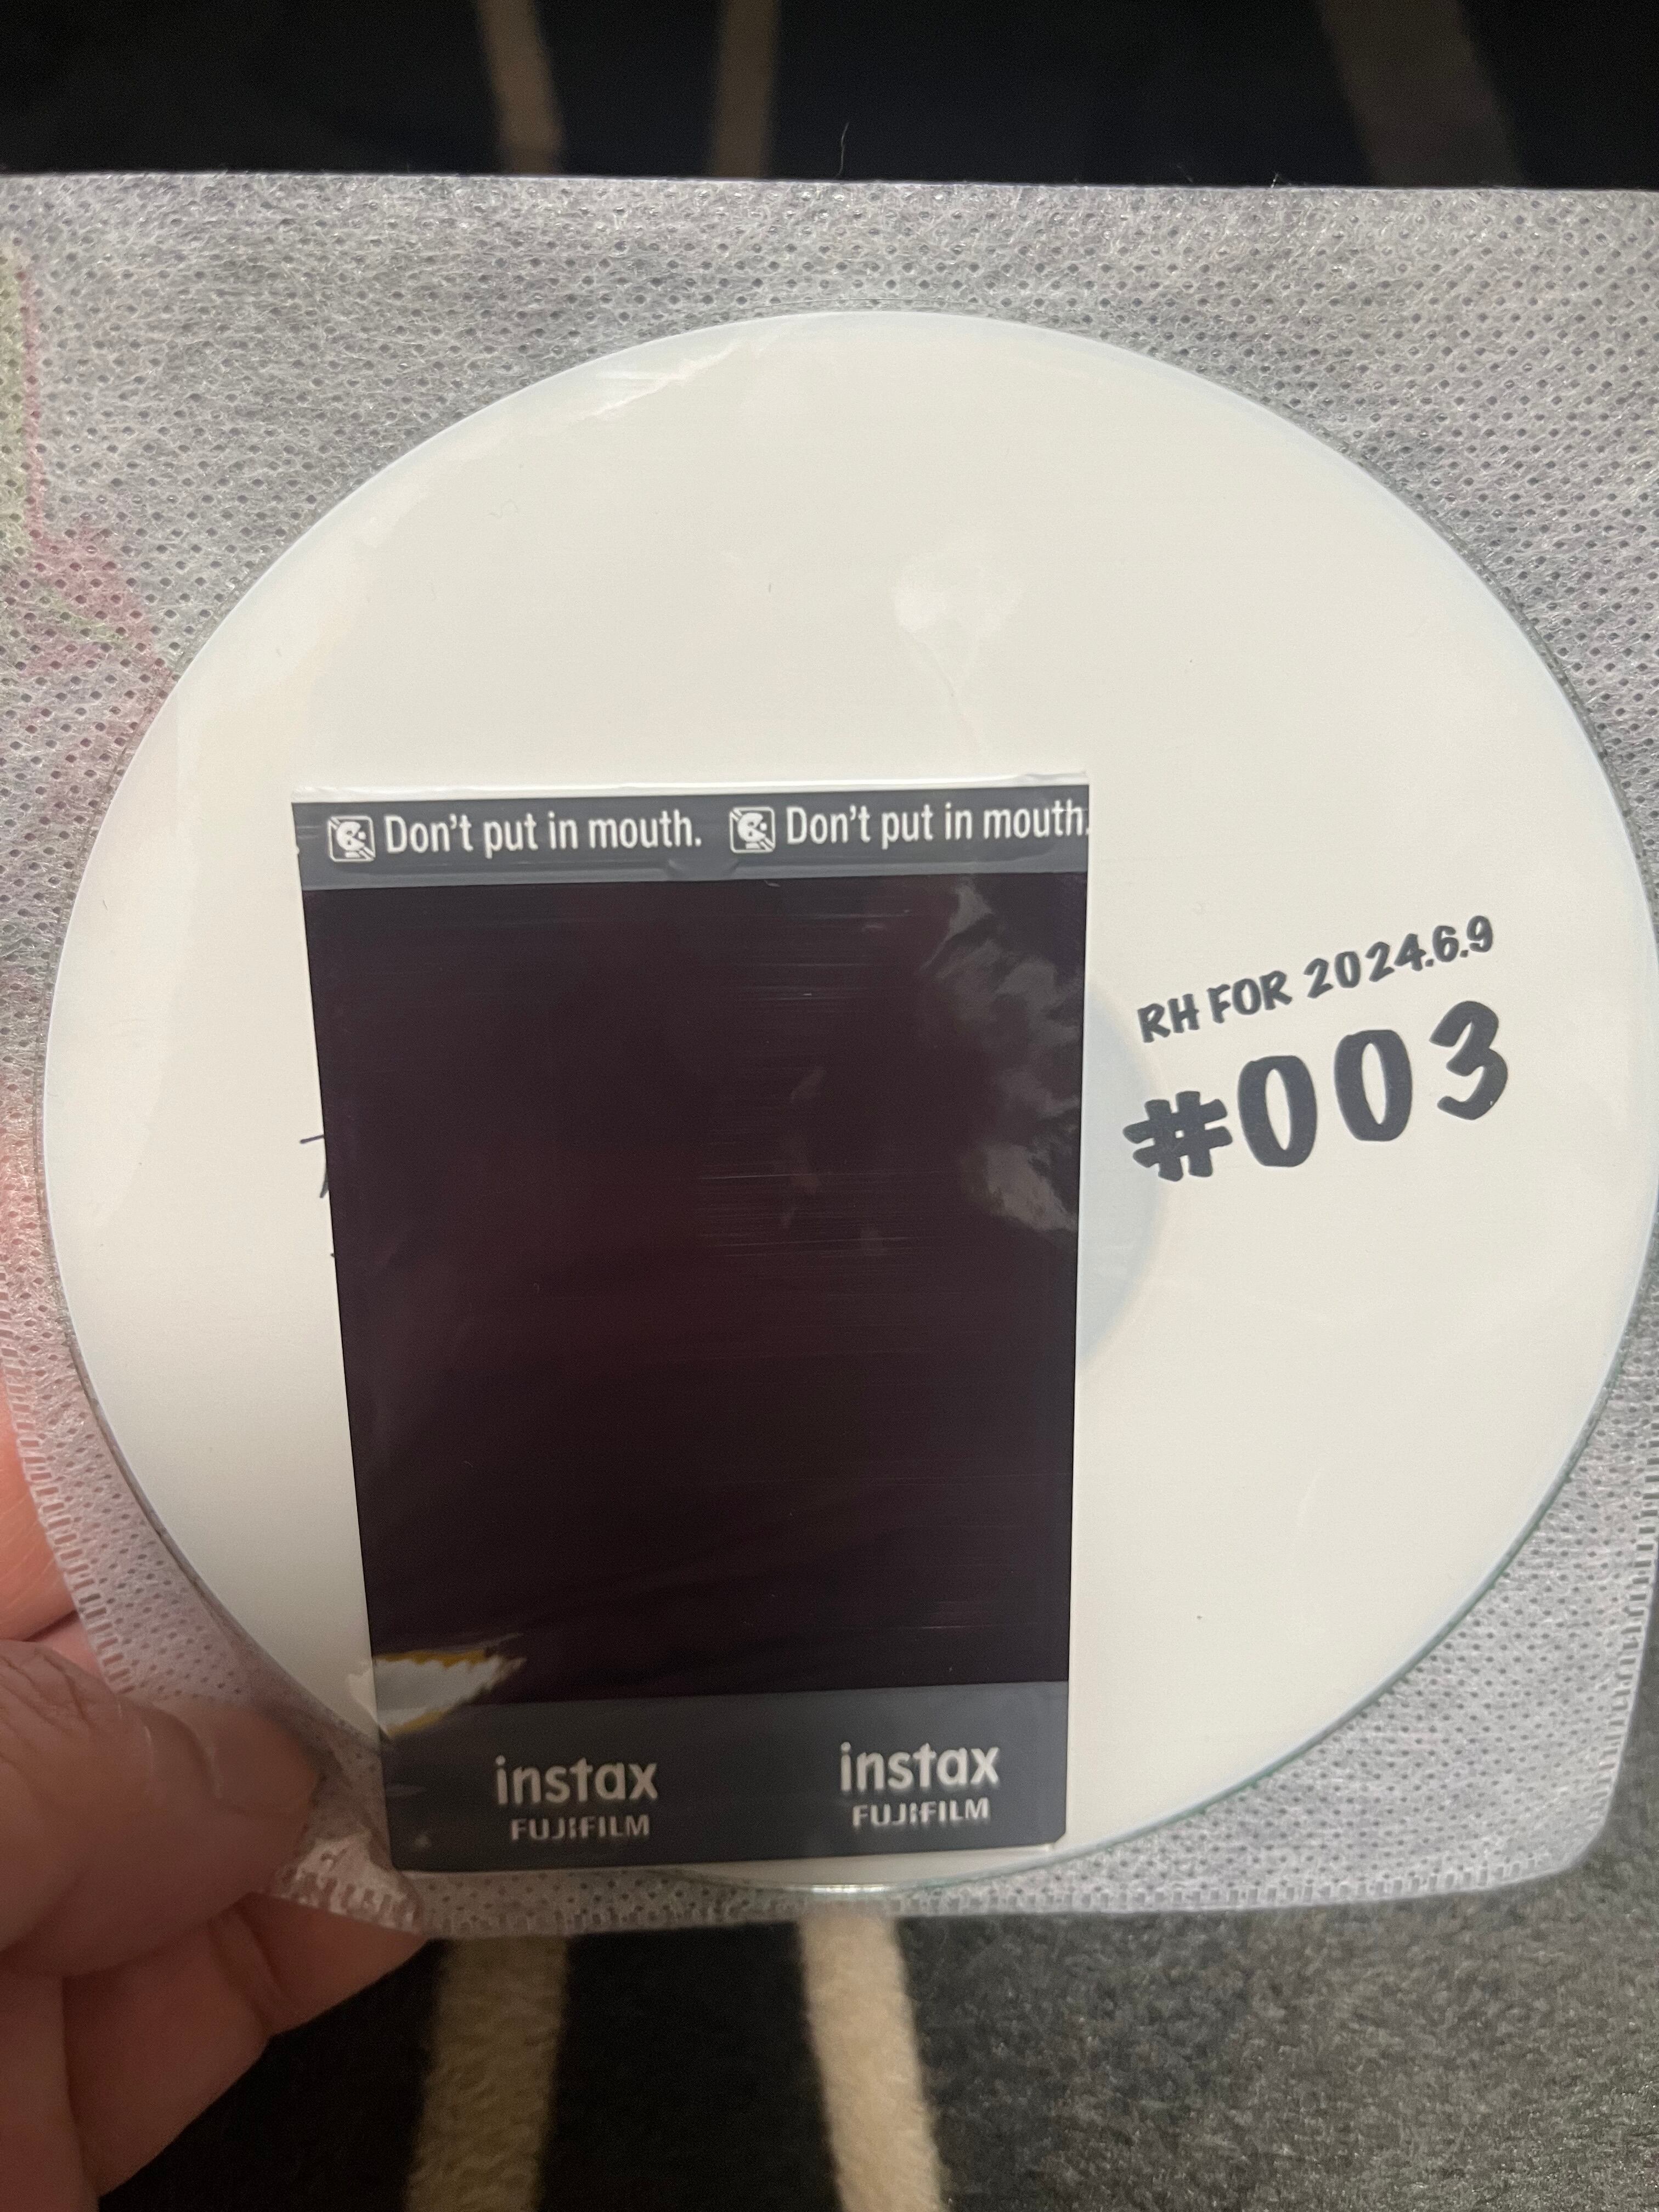 Don't put in mouth. Don't put in mouth.
RH FOR 2024.6.9
#003
instax instax
FUJIFILM FUJIFILM